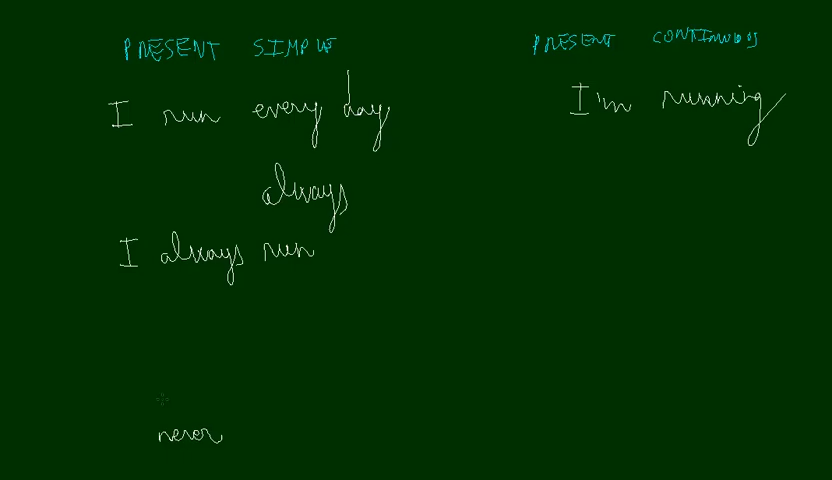 PRESENT SIMPLE
I run every day
always
I always run
never
PRESENT CONTINUOUS
I'm running